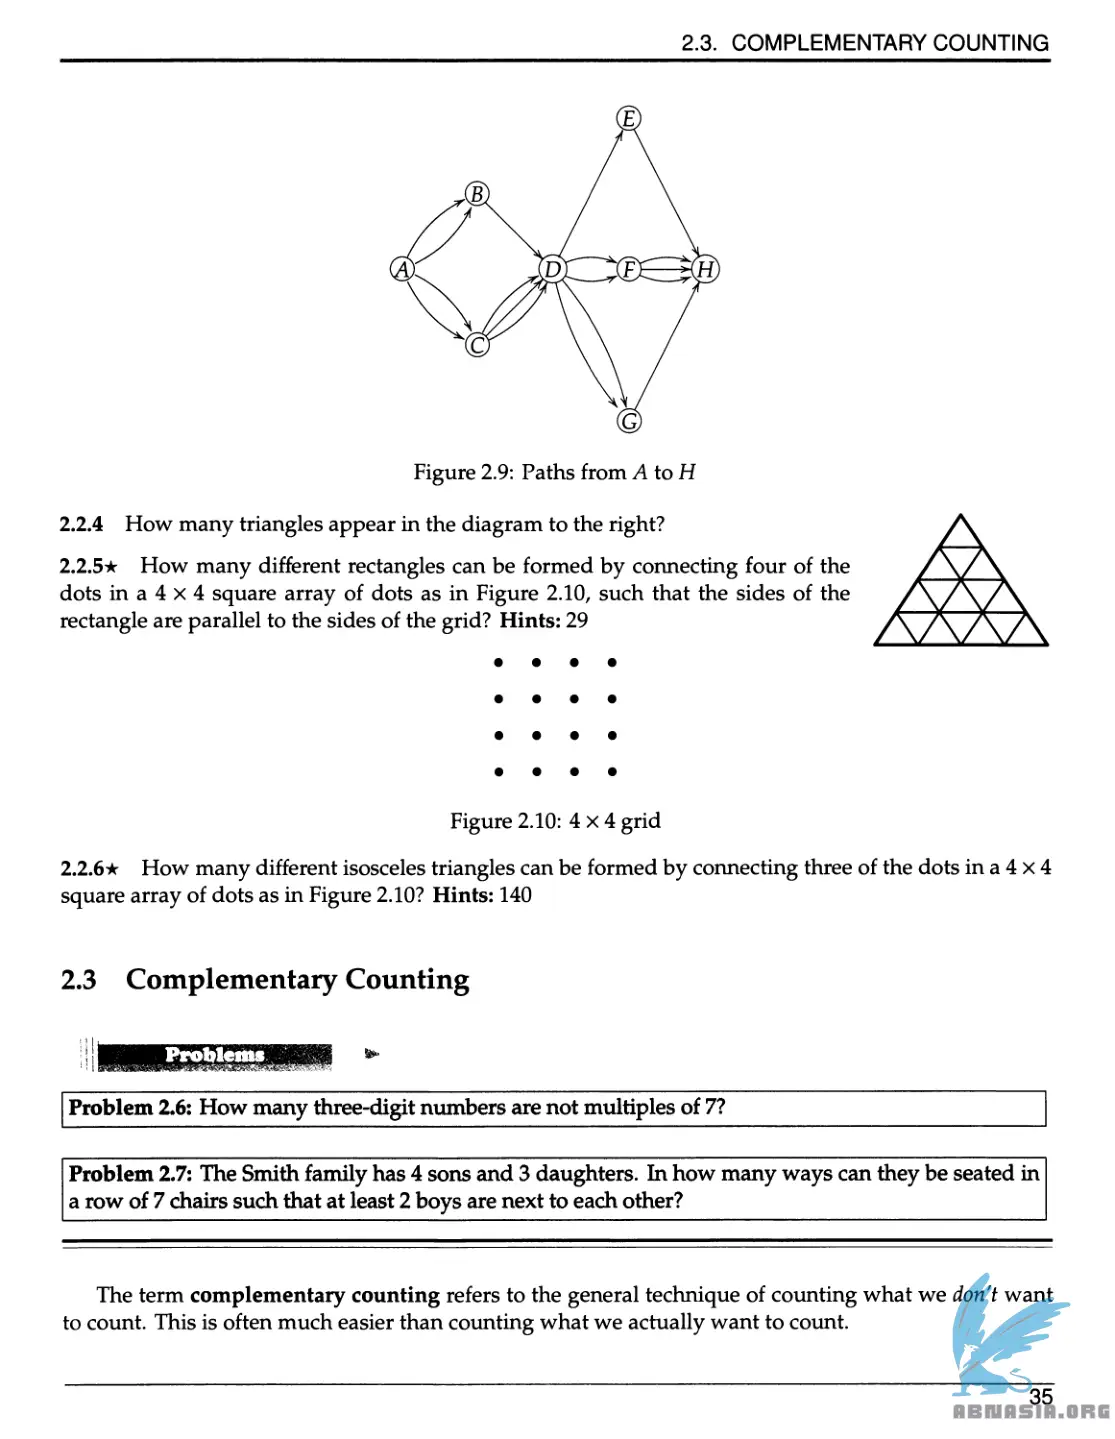 2.3. COMPLEMENTARY COUNTING
E
B
A
D
F
H
C
G
Figure 2.9: Paths from A to H
2.2.4 How many triangles appear in the diagram to the right?
2.2.5★ How many different rectangles can be formed by connecting four of the
dots in a 4 × 4 square array of dots as in Figure 2.10, such that the sides of the
rectangle are parallel to the sides of the grid? Hints: 29
Figure 2.10: 4 × 4 grid
2.2.6★ How many different isosceles triangles can be formed by connecting three of the dots in a 4 × 4
square array of dots as in Figure 2.10? Hints: 140
2.3 Complementary Counting
Problems
Problem 2.6: How many three-digit numbers are not multiples of 7?
Problem 2.7: The Smith family has 4 sons and 3 daughters. In how many ways can they be seated in
a row of 7 chairs such that at least 2 boys are next to each other?
The term complementary counting refers to the general technique of counting what we don't want
to count. This is often much easier than counting what we actually want to count.
35
ABNASIA.ORG